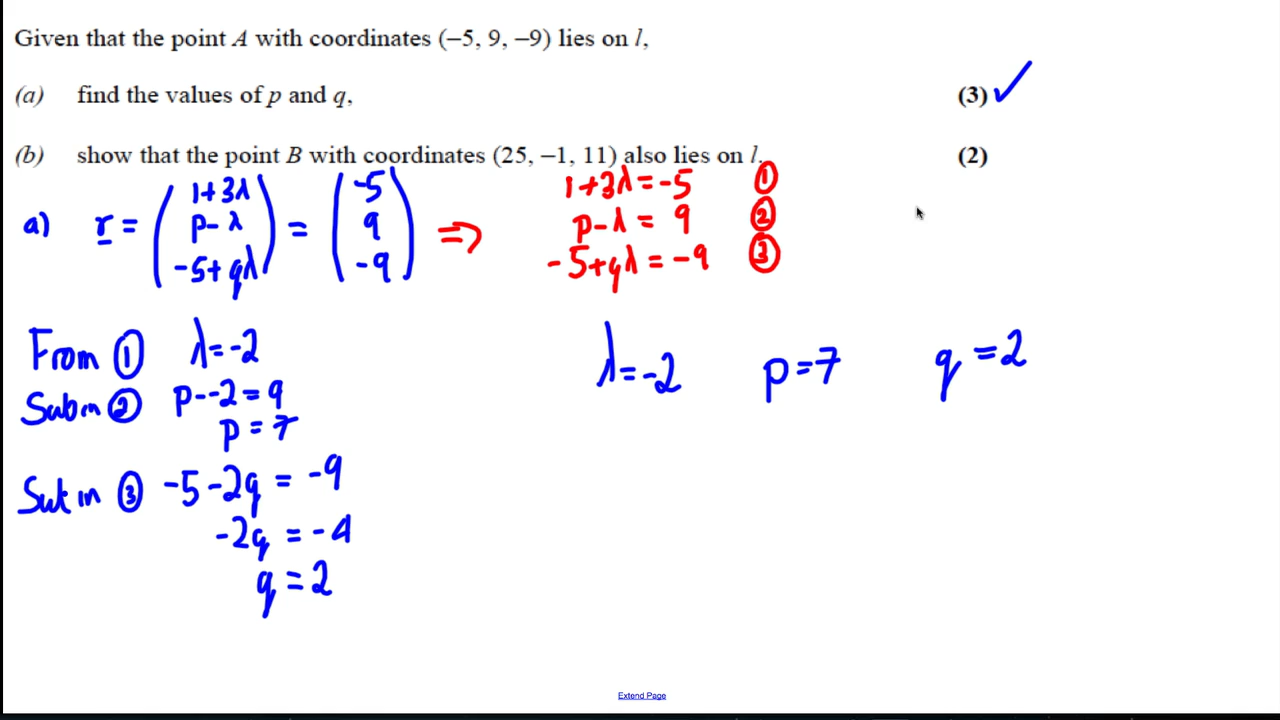 Given that the point A with coordinates (−5, 9, −9) lies on l,
(a) find the values of p and q, (3) ✓
(b) show that the point B with coordinates (25, −1, 11) also lies on l. (2)
a) r = (1+3λ, p-λ, -5+qλ) = (-5, 9, -9) ⇒
1+3λ = -5 ①
p-λ = 9 ②
-5+qλ = -9 ③
From ① λ=-2
Sub in ② p--2=9
p=7
Sub in ③ -5-2q = -9
-2q = -4
q = 2
λ=-2 p=7 q=2
Extend Page